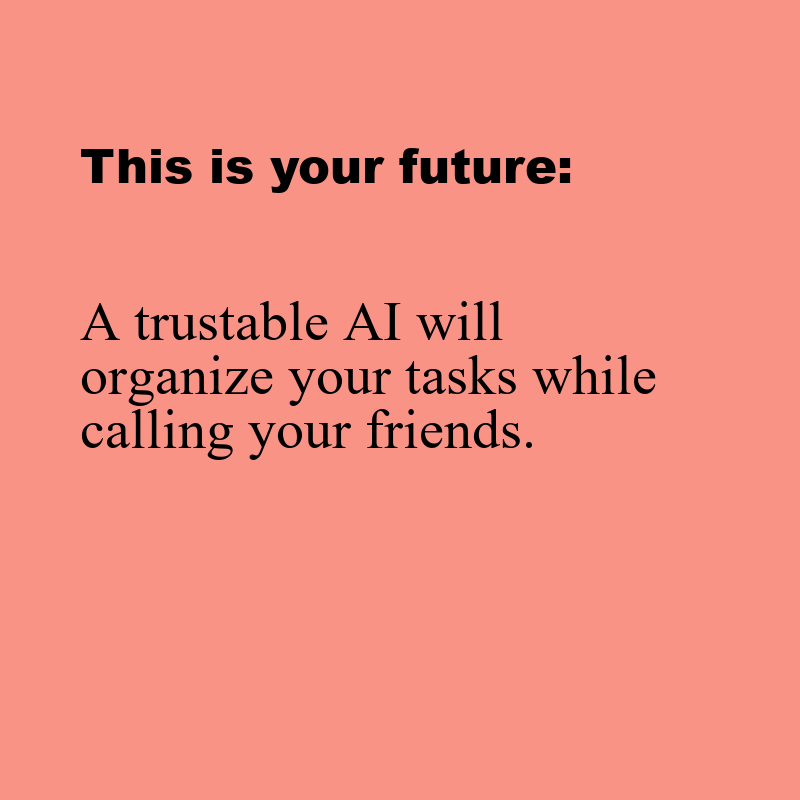 This is your future:
A trustable AI will
organize your tasks while
calling your friends.